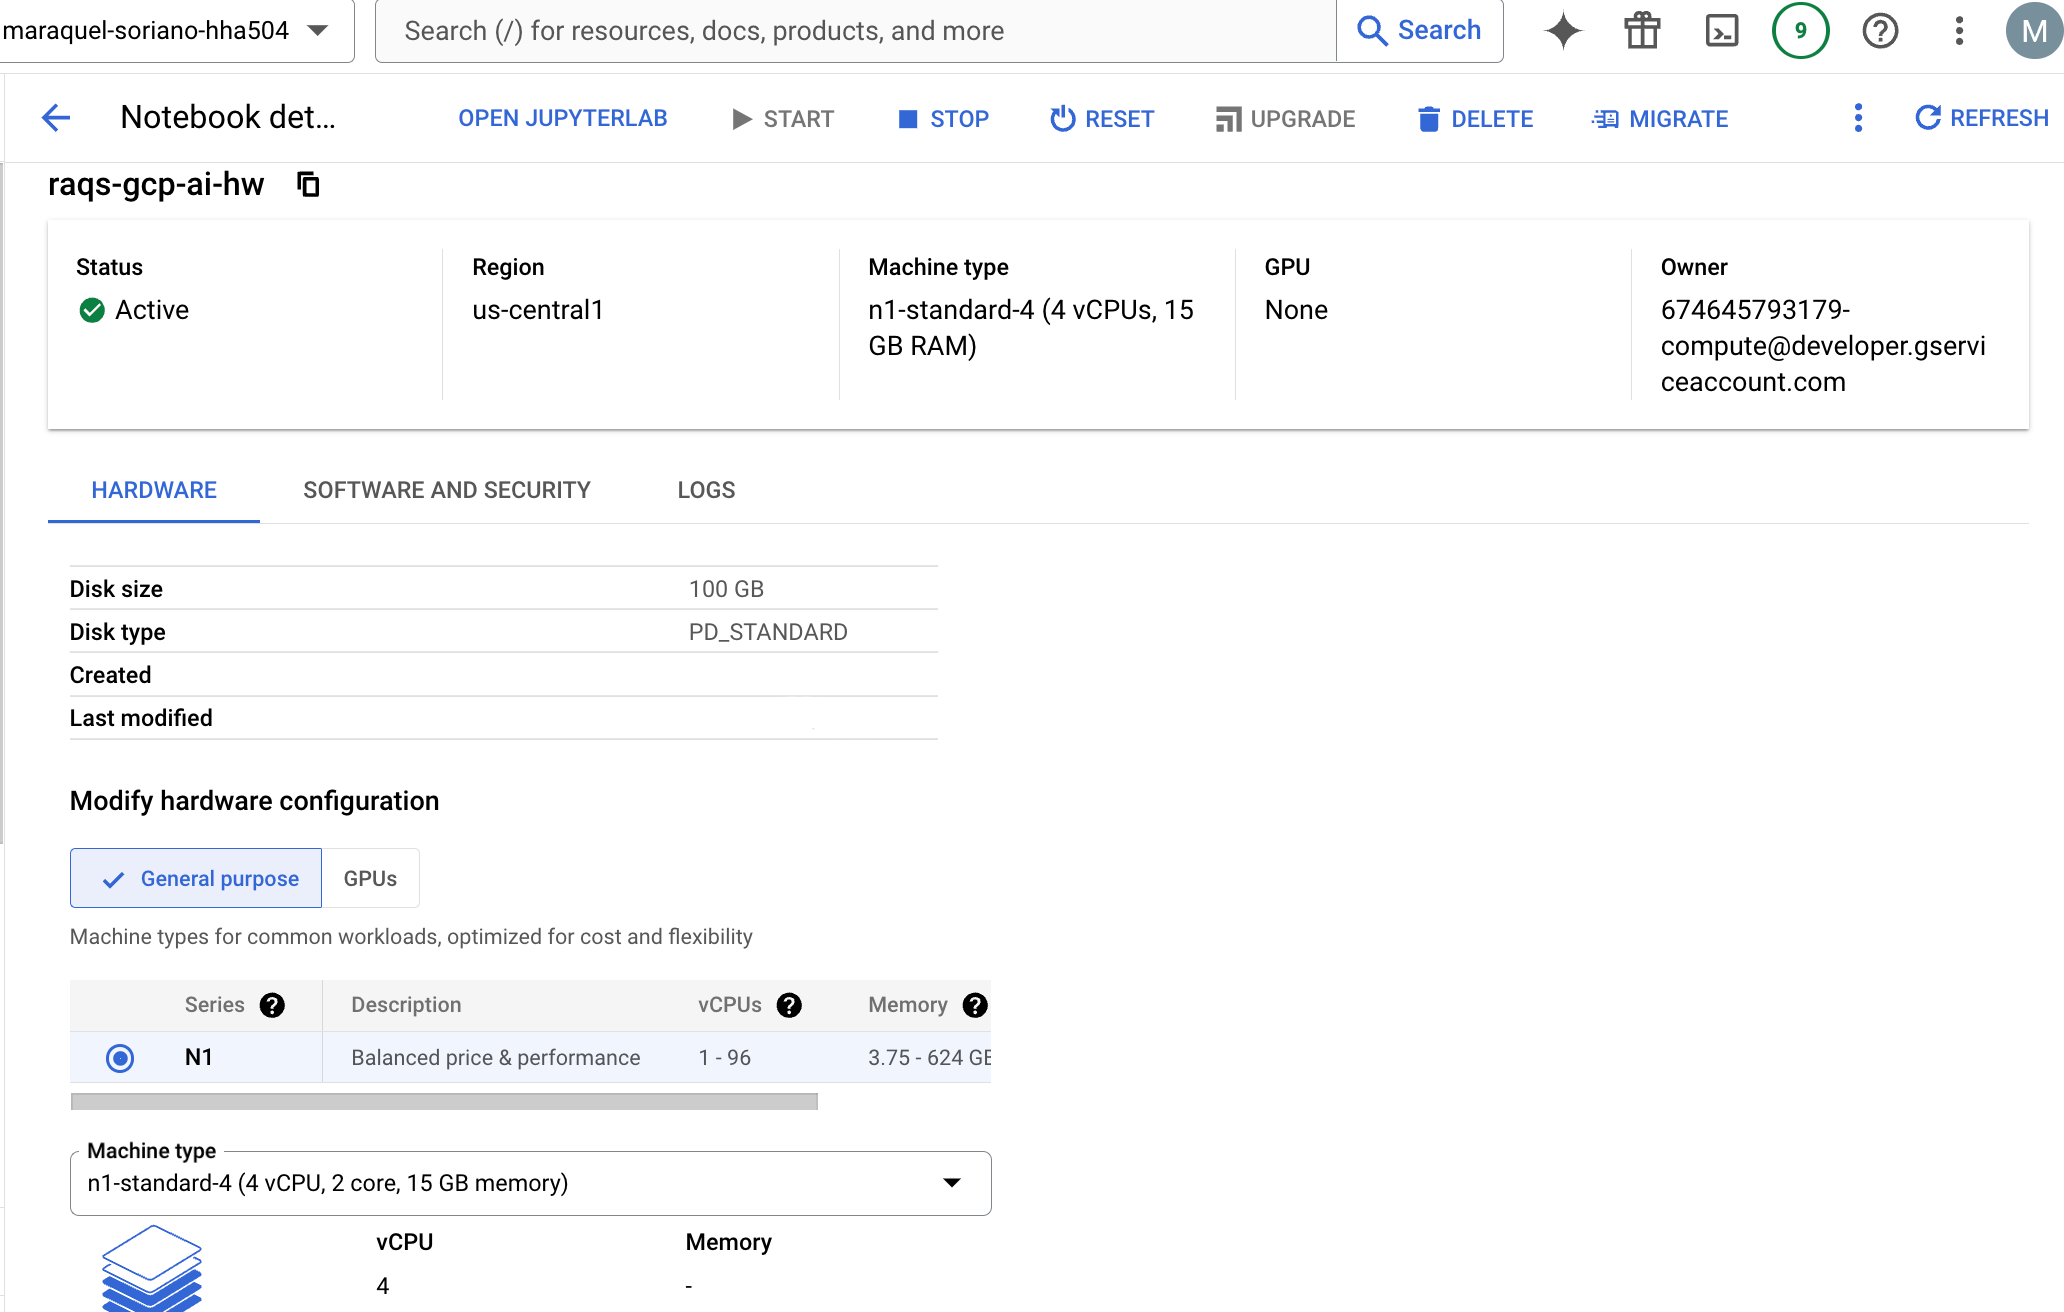 maraquel-soriano-hha504
Search (/) for resources, docs, products, and more
Search
9
M
Notebook det...
OPEN JUPYTERLAB
START
STOP
RESET
UPGRADE
DELETE
MIGRATE
REFRESH
raqs-gcp-ai-hw
Status
Active
Region
us-central1
Machine type
n1-standard-4 (4 vCPUs, 15
GB RAM)
GPU
None
Owner
674645793179-
compute@developer.gservi
ceaccount.com
HARDWARE
SOFTWARE AND SECURITY
LOGS
Disk size 100 GB
Disk type PD_STANDARD
Created
Last modified
Modify hardware configuration
General purpose
GPUs
Machine types for common workloads, optimized for cost and flexibility
Series Description vCPUs Memory
N1 Balanced price & performance 1 - 96 3.75 - 624 GB
Machine type
n1-standard-4 (4 vCPU, 2 core, 15 GB memory)
vCPU Memory
4 -